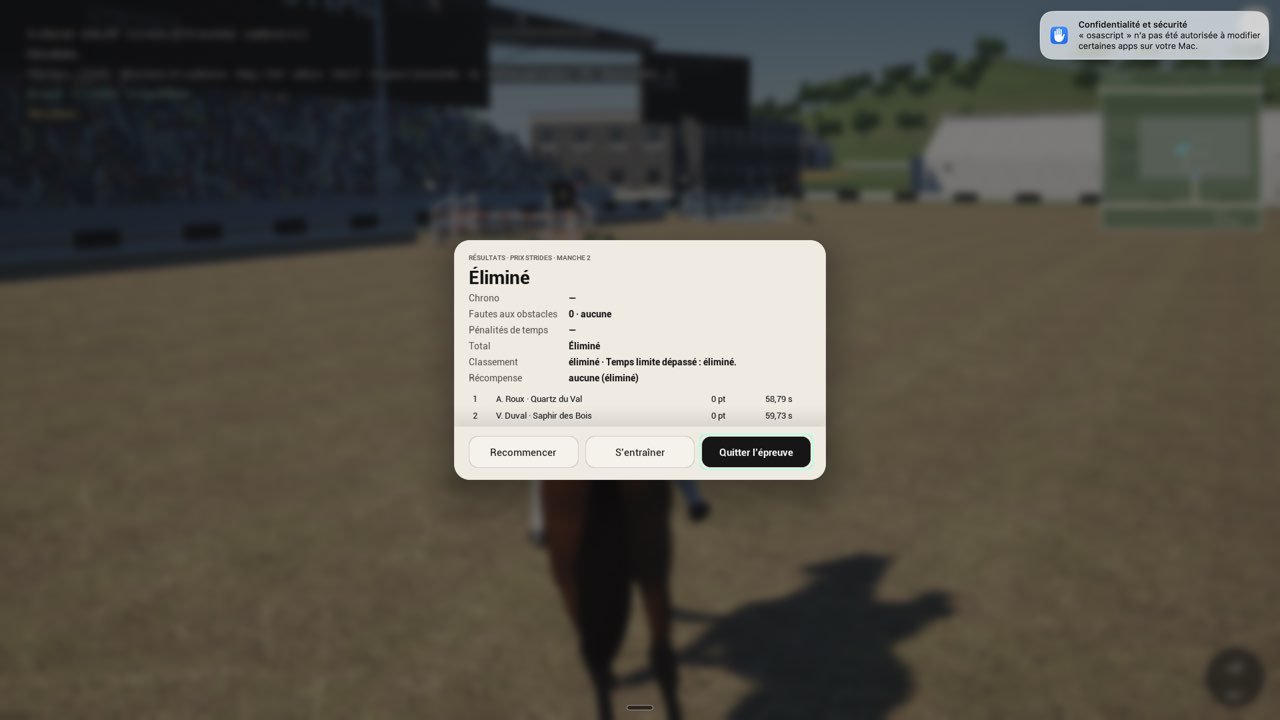 Confidentialité et sécurité
« osascript » n'a pas été autorisée à modifier
certaines apps sur votre Mac.
RÉSULTATS · PRIX STRIDES · MANCHE 2
Éliminé
Chrono —
Fautes aux obstacles 0 · aucune
Pénalités de temps —
Total Éliminé
Classement éliminé · Temps limite dépassé : éliminé.
Récompense aucune (éliminé)
1 A. Roux · Quartz du Val 0 pt 58,79 s
2 V. Duval · Saphir des Bois 0 pt 59,73 s
Recommencer S'entraîner Quitter l'épreuve